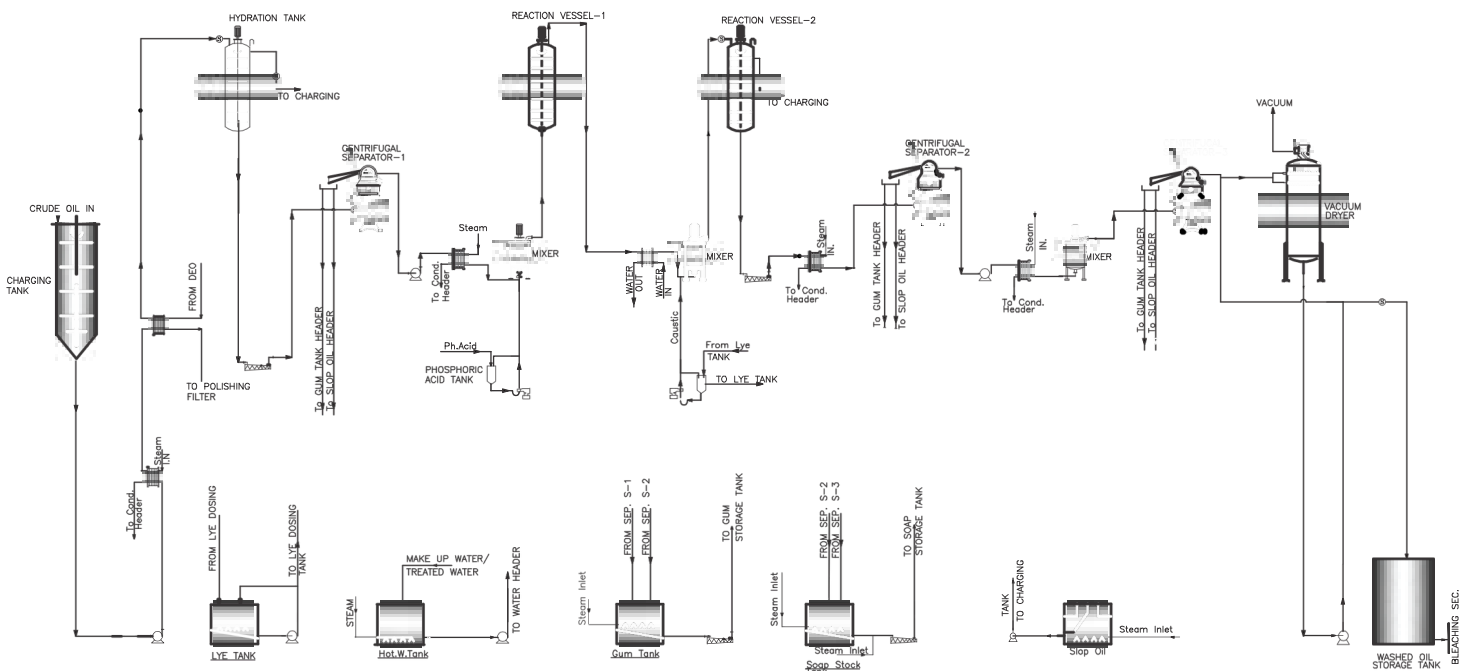 HYDRATION TANK
REACTION VESSEL-1
REACTION VESSEL-2
TO CHARGING
TO CHARGING
VACUUM
CENTRIFUGAL
SEPARATOR-1
CENTRIFUGAL
SEPARATOR-2
CRUDE OIL IN
VACUUM
DRYER
Steam
MIXER
MIXER
Steam
IN.
Steam
IN.
MIXER
CHARGING
TANK
FROM DEO
To Cond.
Header
WATER
OUT
WATER
IN
To Cond.
Header
To Cond.
Header
To GUM TANK HEADER
To SLOP OIL HEADER
To GUM TANK HEADER
To SLOP OIL HEADER
To GUM TANK HEADER
To SLOP OIL HEADER
Caustic
Ph.Acid
From Lye
TANK
PHOSPHORIC
ACID TANK
TO LYE TANK
TO POLISHING
FILTER
Steam
I.N
To Cond.
Header
FROM LYE DOSING
TO LYE DOSING
TANK
MAKE UP WATER/
TREATED WATER
STEAM
TO WATER HEADER
FROM SEP. S-1
FROM SEP. S-2
TO GUM
STORAGE TANK
Steam Inlet
FROM SEP. S-2
FROM SEP. S-3
TO SOAP
STORAGE TANK
Steam Inlet
Steam Inlet
TANK
TO CHARGING
Steam Inlet
LYE TANK
Hot.W.Tank
Gum Tank
Soap Stock
Slop Oil
WASHED OIL
STORAGE TANK
BLEACHING SEC.